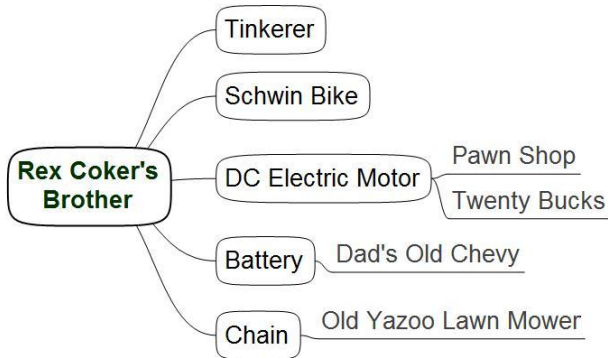 Tinkerer
Schwin Bike
Rex Coker's
Brother
DC Electric Motor
Pawn Shop
Twenty Bucks
Battery
Dad's Old Chevy
Chain
Old Yazoo Lawn Mower